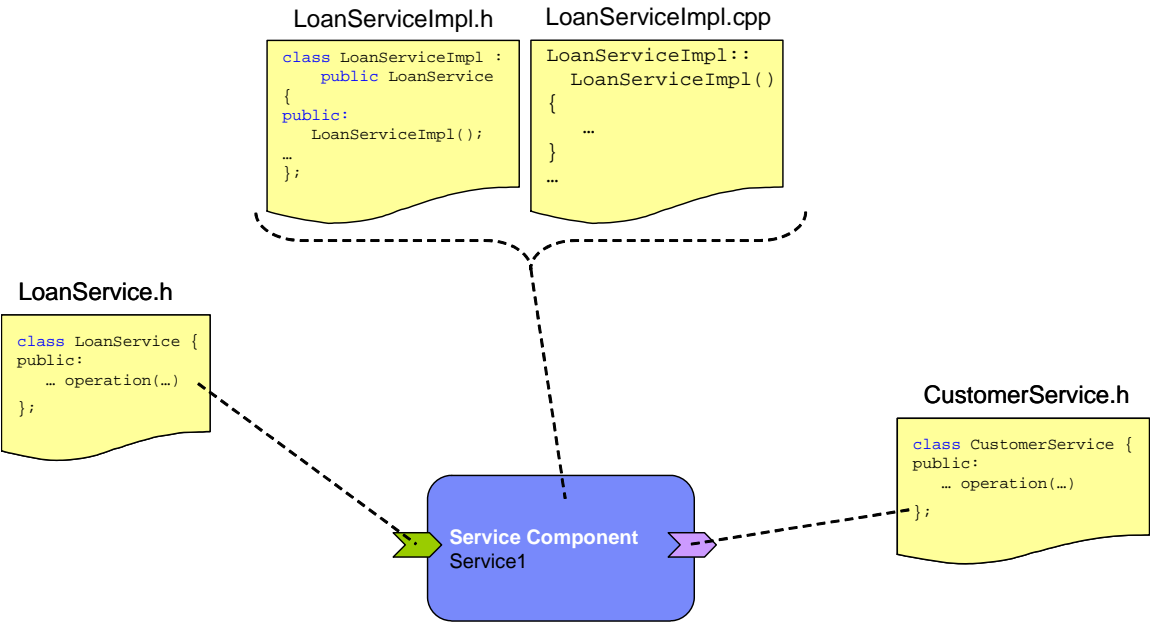 LoanServiceImpl.h
class LoanServiceImpl :
public LoanService
{
public:
LoanServiceImpl();
…
};
LoanServiceImpl.cpp
LoanServiceImpl::
LoanServiceImpl()
{
…
}
…
LoanService.h
class LoanService {
public:
… operation(…)
};
CustomerService.h
class CustomerService {
public:
… operation(…)
};
Service Component
Service1